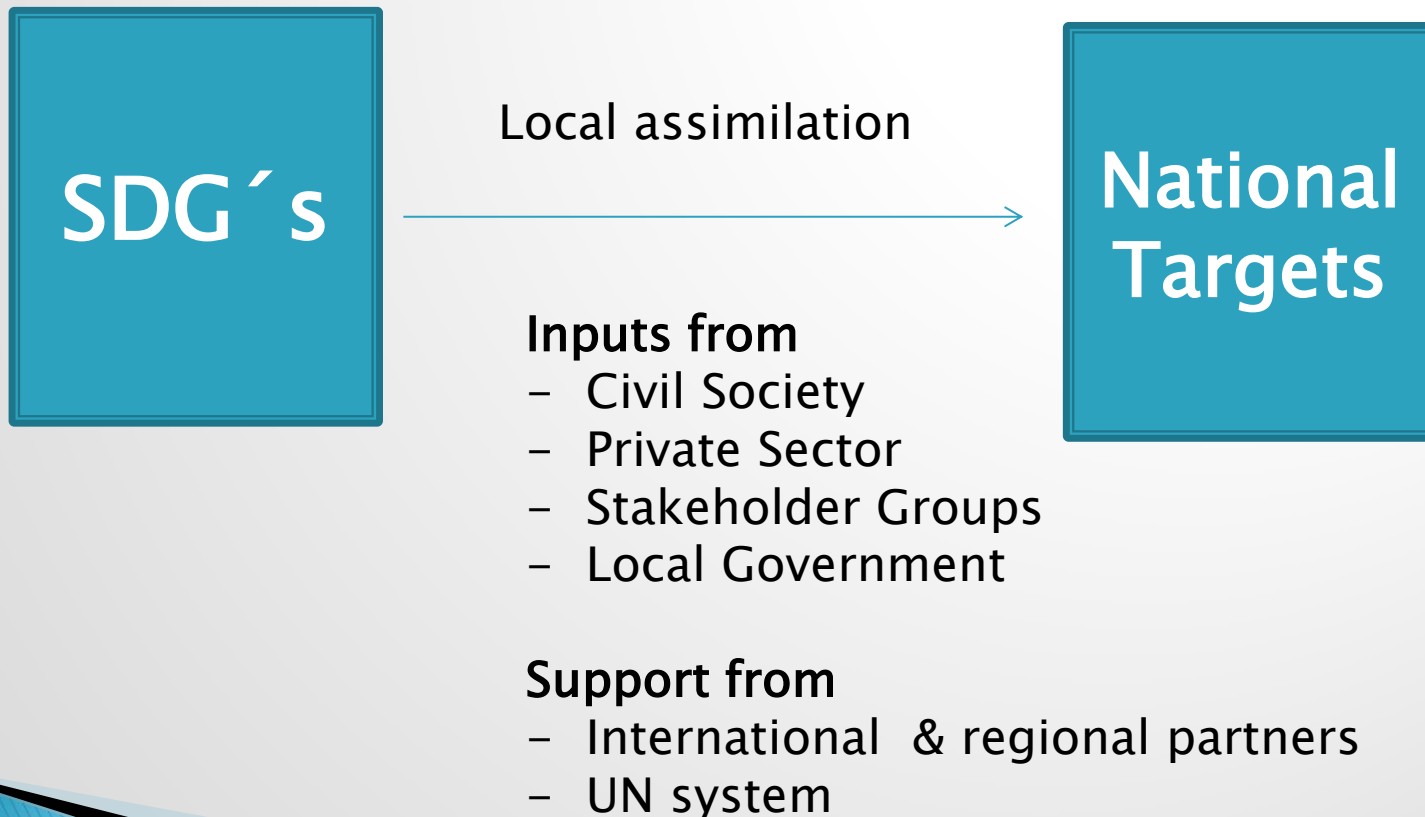 SDG´s
Local assimilation
National
Targets
Inputs from
- Civil Society
- Private Sector
- Stakeholder Groups
- Local Government
Support from
- International & regional partners
- UN system